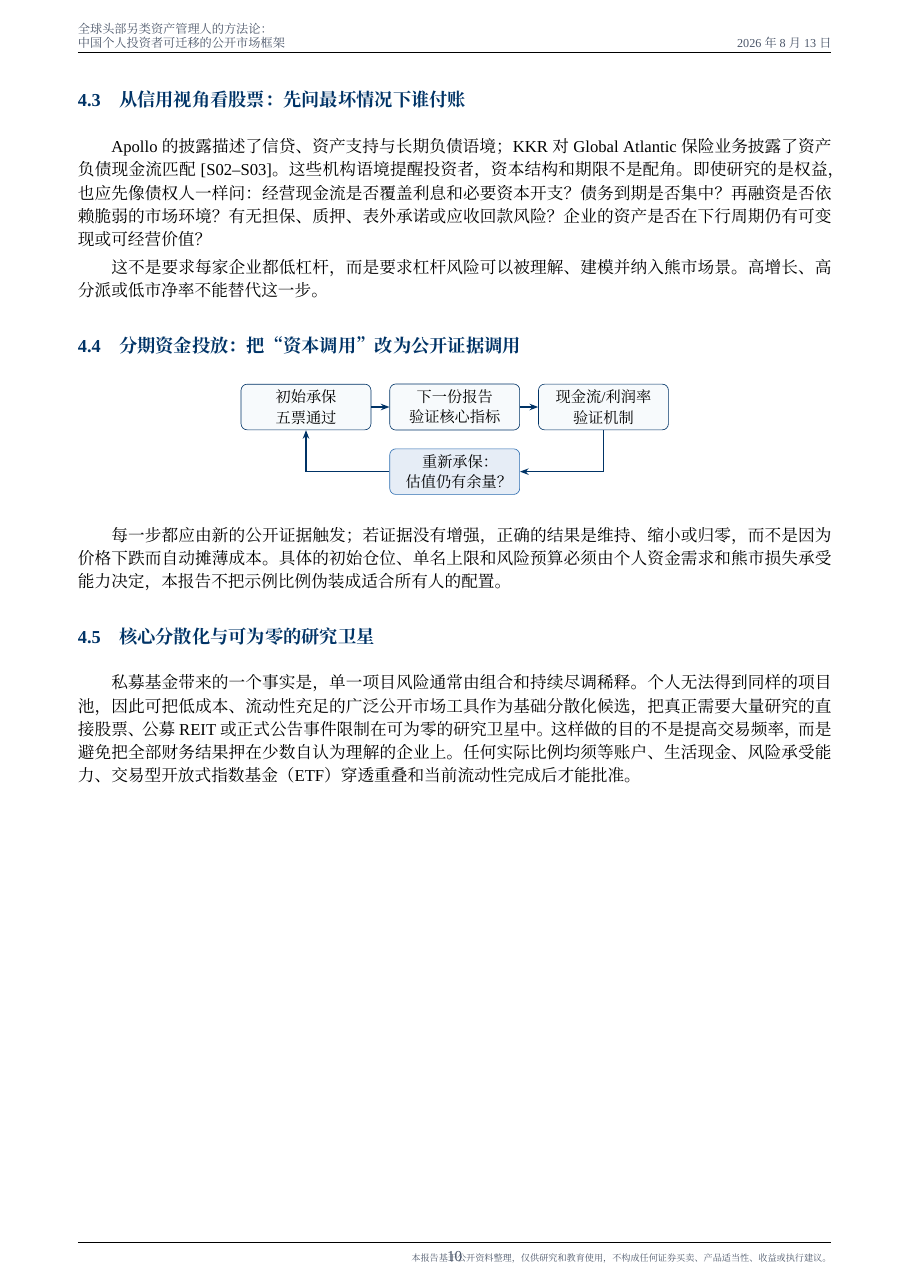 全球头部另类资产管理人的方法论：
中国个人投资者可迁移的公开市场框架
2026 年 8 月 13 日
4.3 从信用视角看股票：先问最坏情况下谁付账
Apollo 的披露描述了信贷、资产支持与长期负债语境；KKR 对 Global Atlantic 保险业务披露了资产
负债现金流匹配 [S02–S03]。这些机构语境提醒投资者，资本结构和期限不是配角。即使研究的是权益，
也应先像债权人一样问：经营现金流是否覆盖利息和必要资本开支？债务到期是否集中？再融资是否依
赖脆弱的市场环境？有无担保、质押、表外承诺或应收回款风险？企业的资产是否在下行周期仍有可变
现或可经营价值？
这不是要求每家企业都低杠杆，而是要求杠杆风险可以被理解、建模并纳入熊市场景。高增长、高
分派或低市净率不能替代这一步。
4.4 分期资金投放：把“资本调用”改为公开证据调用
初始承保
五票通过
下一份报告
验证核心指标
现金流/利润率
验证机制
重新承保：
估值仍有余量？
每一步都应由新的公开证据触发；若证据没有增强，正确的结果是维持、缩小或归零，而不是因为
价格下跌而自动摊薄成本。具体的初始仓位、单名上限和风险预算必须由个人资金需求和熊市损失承受
能力决定，本报告不把示例比例伪装成适合所有人的配置。
4.5 核心分散化与可为零的研究卫星
私募基金带来的一个事实是，单一项目风险通常由组合和持续尽调稀释。个人无法得到同样的项目
池，因此可把低成本、流动性充足的广泛公开市场工具作为基础分散化候选，把真正需要大量研究的直
接股票、公募 REIT 或正式公告事件限制在可为零的研究卫星中。这样做的目的不是提高交易频率，而是
避免把全部财务结果押在少数自认为理解的企业上。任何实际比例均须等账户、生活现金、风险承受能
力、交易型开放式指数基金（ETF）穿透重叠和当前流动性完成后才能批准。
10
本报告基于公开资料整理，仅供研究和教育使用，不构成任何证券买卖、产品适当性、收益或执行建议。